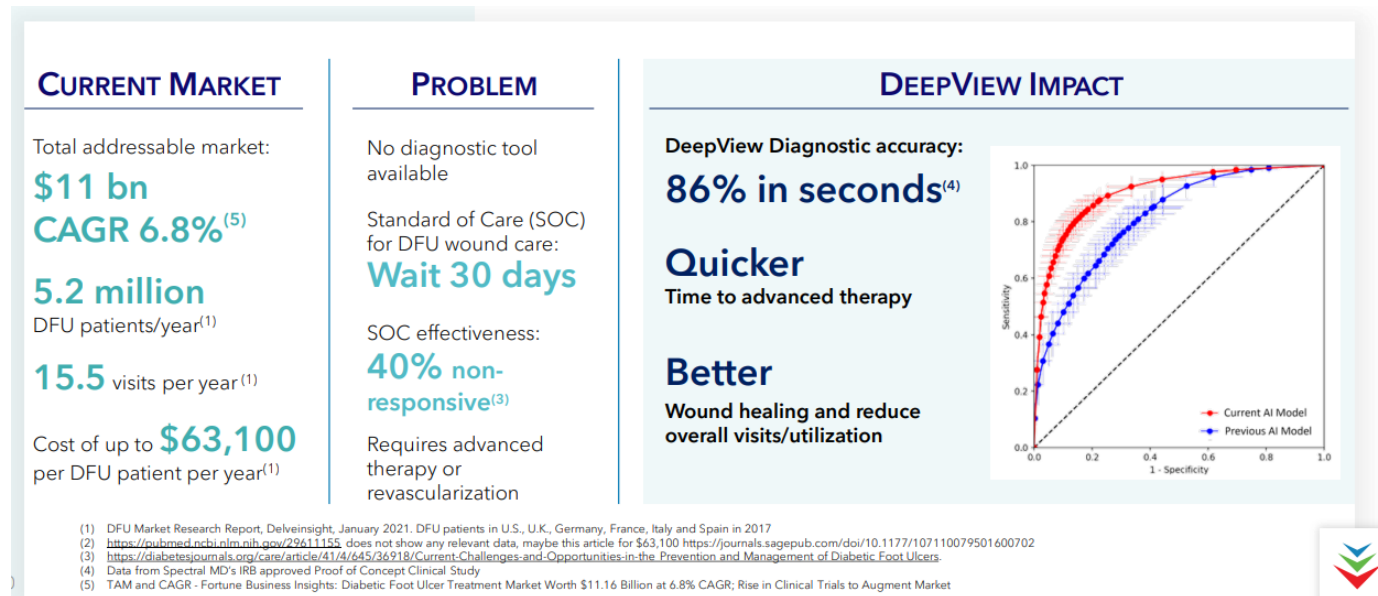 CURRENT MARKET
Total addressable market:
$11 bn
CAGR 6.8%(5)
5.2 million
DFU patients/year(1)
15.5 visits per year (1)
Cost of up to $63,100
per DFU patient per year(1)
PROBLEM
No diagnostic tool
available
Standard of Care (SOC)
for DFU wound care:
Wait 30 days
SOC effectiveness:
40% non-
responsive(3)
Requires advanced
therapy or
revascularization
DEEPVIEW IMPACT
DeepView Diagnostic accuracy:
86% in seconds(4)
Quicker
Time to advanced therapy
Better
Wound healing and reduce
overall visits/utilization
1.0
0.8
0.6
0.4
0.2
0.0
Sensitivity
0.0 0.2 0.4 0.6 0.8 1.0
1 - Specificity
Current AI Model
Previous AI Model
(1) DFU Market Research Report, Delveinsight, January 2021. DFU patients in U.S., U.K., Germany, France, Italy and Spain in 2017
(2) https://pubmed.ncbi.nlm.nih.gov/29611155 does not show any relevant data, maybe this article for $63,100 https://journals.sagepub.com/doi/10.1177/107110079501600702
(3) https://diabetesjournals.org/care/article/41/4/645/36918/Current-Challenges-and-Opportunities-in-the Prevention and Management of Diabetic Foot Ulcers.
(4) Data from Spectral MD's IRB approved Proof of Concept Clinical Study
(5) TAM and CAGR - Fortune Business Insights: Diabetic Foot Ulcer Treatment Market Worth $11.16 Billion at 6.8% CAGR; Rise in Clinical Trials to Augment Market